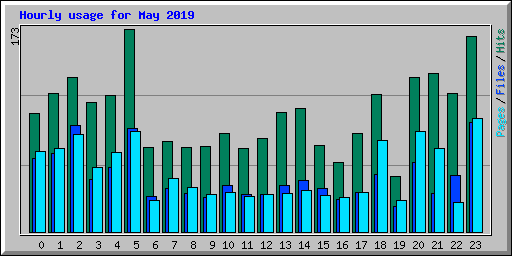 Hourly usage for May 2019
173
Pages/Files/Hits
0 1 2 3 4 5 6 7 8 9 10 11 12 13 14 15 16 17 18 19 20 21 22 23